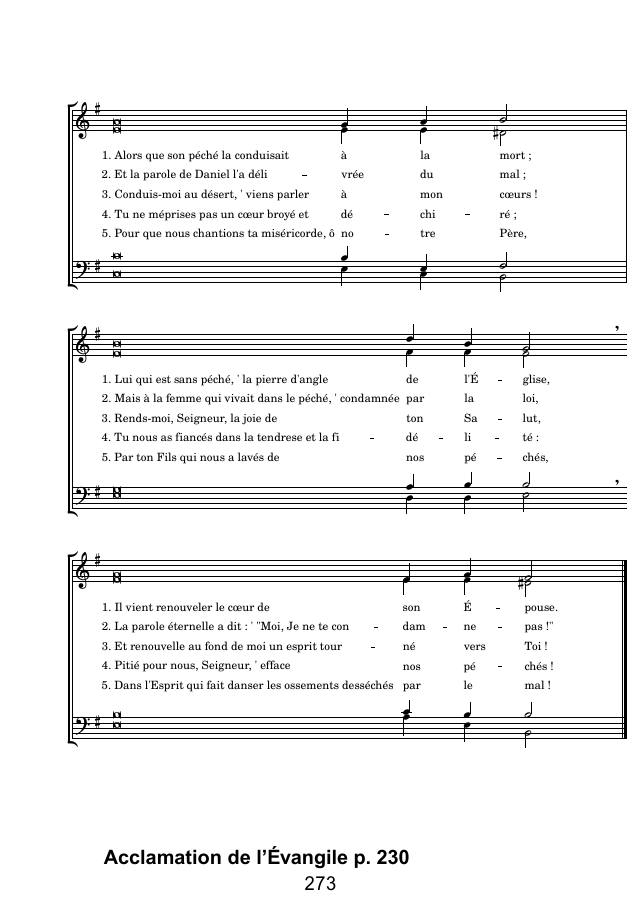 1. Alors que son péché la conduisait à la mort ;
2. Et la parole de Daniel l'a déli - vrée du mal ;
3. Conduis-moi au désert, ' viens parler à mon cœurs !
4. Tu ne méprises pas un cœur broyé et dé - chi - ré ;
5. Pour que nous chantions ta miséricorde, ô no - tre Père,
,
1. Lui qui est sans péché, ' la pierre d'angle de l'É - glise,
2. Mais à la femme qui vivait dans le péché, ' condamnée par la loi,
3. Rends-moi, Seigneur, la joie de ton Sa - lut,
4. Tu nous as fiancés dans la tendrese et la fi - dé - li - té :
5. Par ton Fils qui nous a lavés de nos pé - chés,
,
1. Il vient renouveler le cœur de son É - pouse.
2. La parole éternelle a dit : ' "Moi, Je ne te con - dam - ne - pas !"
3. Et renouvelle au fond de moi un esprit tour - né vers Toi !
4. Pitié pour nous, Seigneur, ' efface nos pé - chés !
5. Dans l'Esprit qui fait danser les ossements desséchés par le mal !
Acclamation de l'Évangile p. 230
273